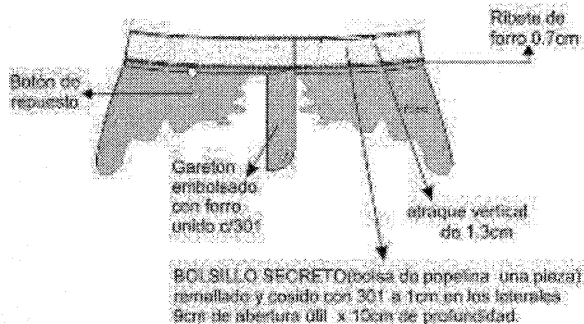 Ribete de
forro 0.7cm
Botón de
repuesto
Garetón
emboleado
con forro
unido c/301
atraque vertical
de 1.3cm
BOLSILLO SECRETO(bolsa de popelina una pieza)
remallado y cosido con 301 a 1cm en los laterales
9cm de abertura útil x 10cm de profundidad.